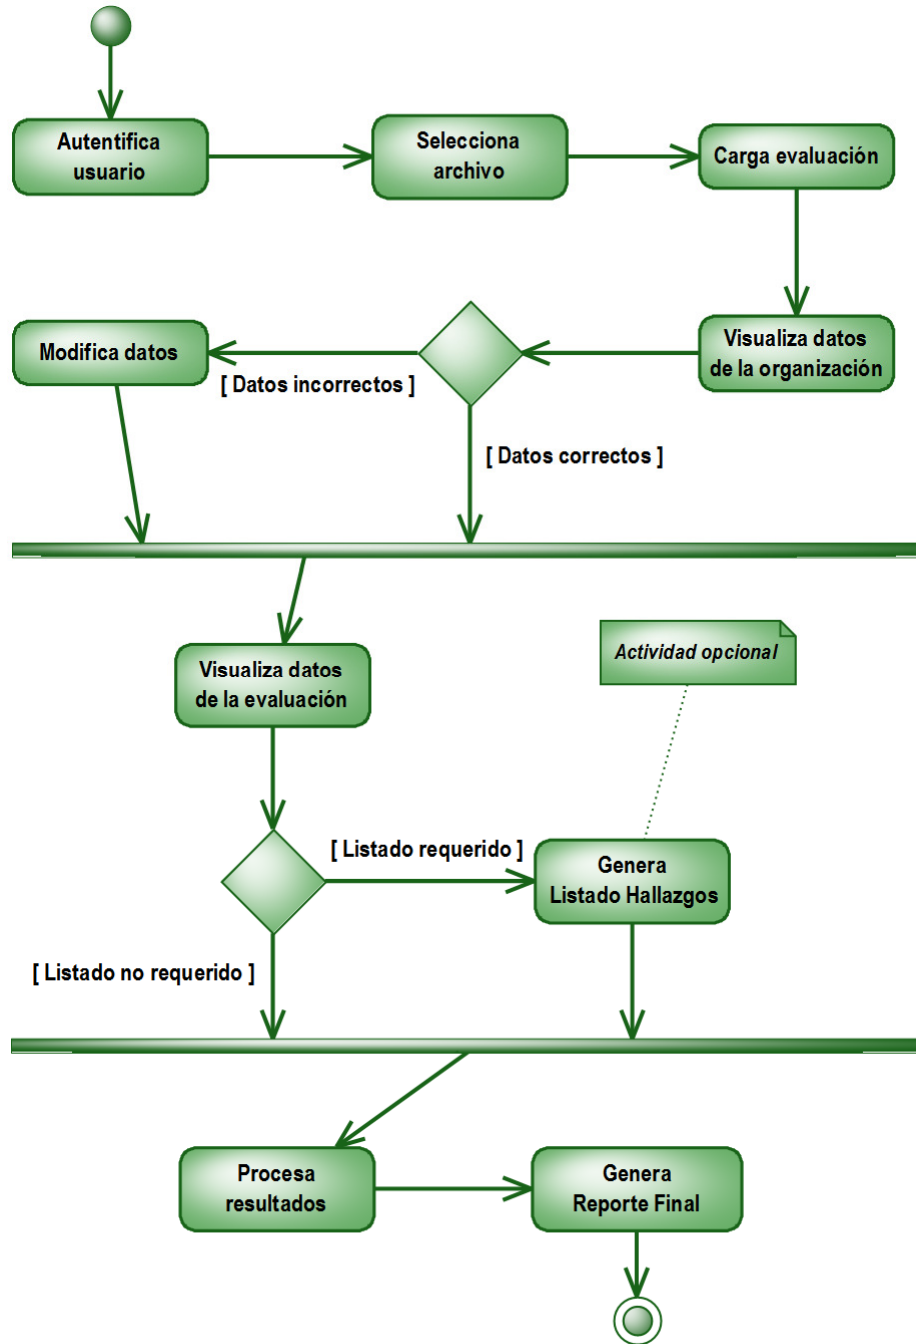 Autentifica
usuario
Selecciona
archivo
Carga evaluación
Modifica datos
Visualiza datos
de la organización
[ Datos incorrectos ]
[ Datos correctos ]
Visualiza datos
de la evaluación
Actividad opcional
[ Listado requerido ]
Genera
Listado Hallazgos
[ Listado no requerido ]
Procesa
resultados
Genera
Reporte Final